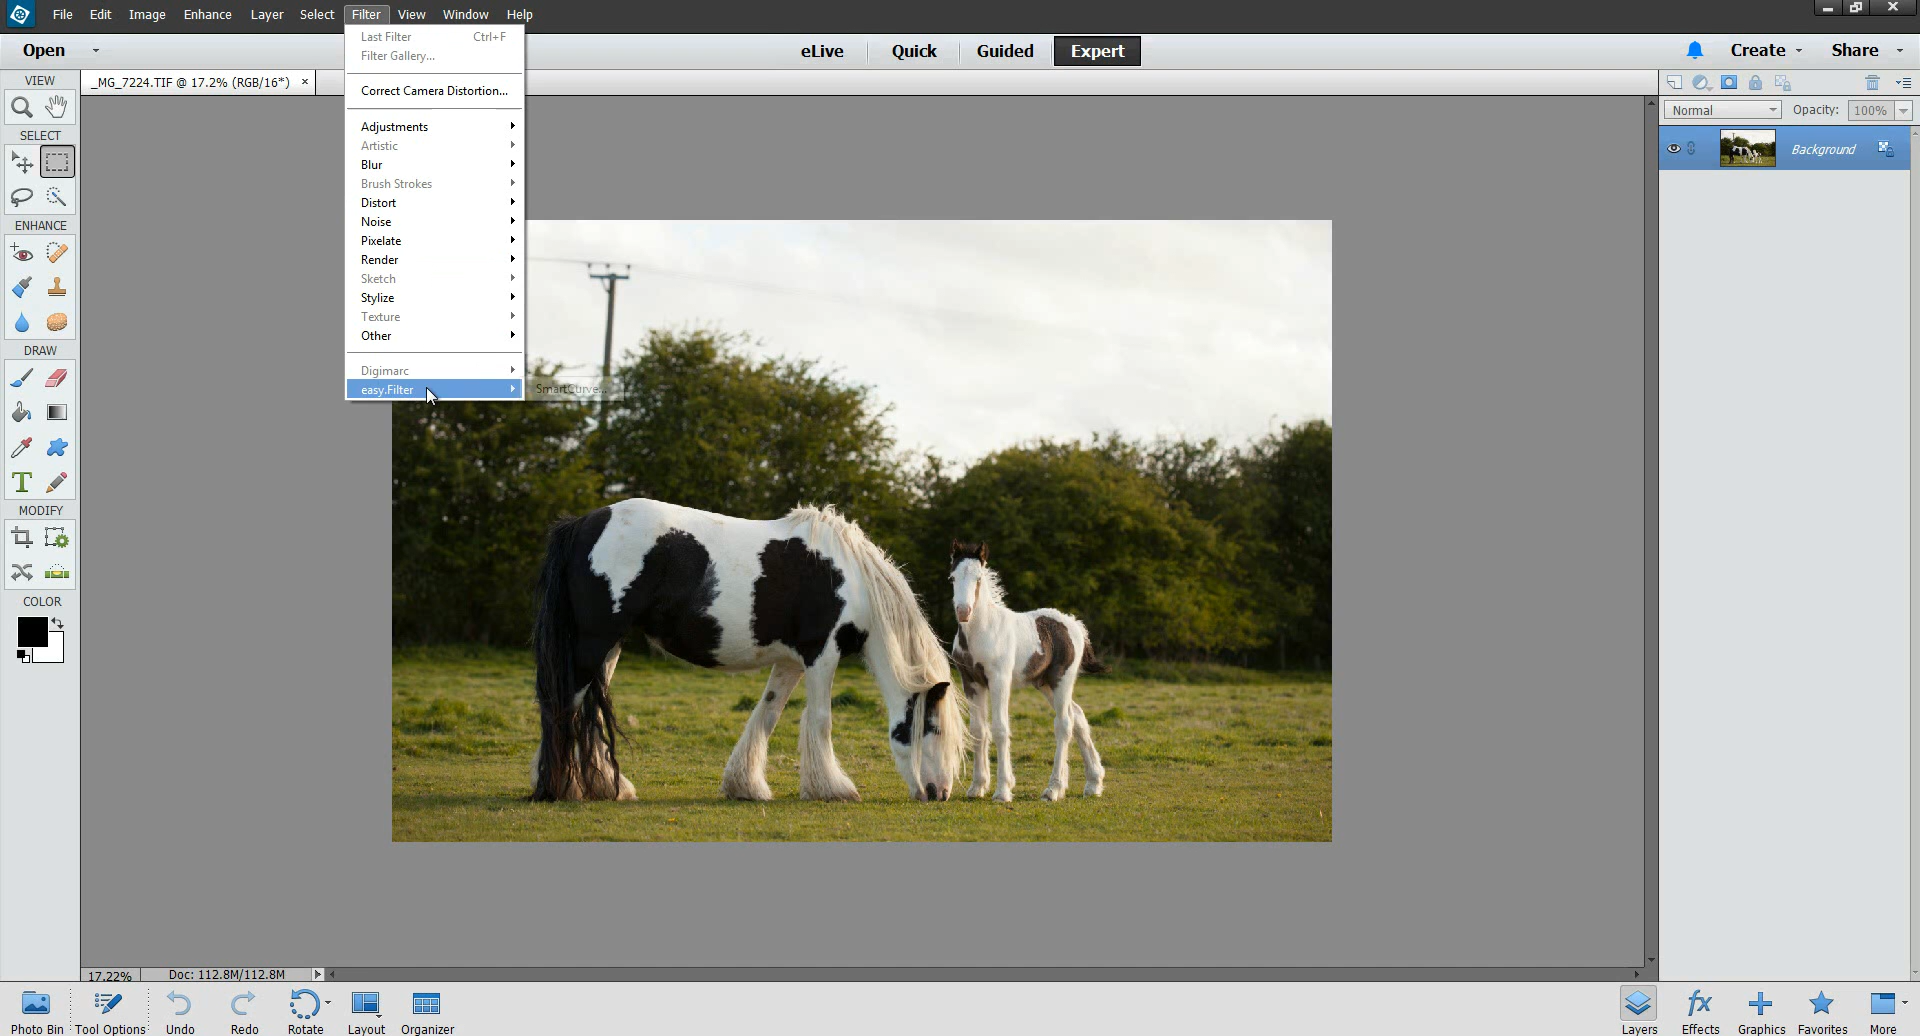 File Edit Image Enhance Layer Select Filter View Window Help
Open eLive Quick Guided Expert Create Share
VIEW
_MG_7224.TIF @ 17.2% (RGB/16*) ×
Last Filter Ctrl+F
Filter Gallery...
Correct Camera Distortion...
Adjustments
Artistic
Blur
Brush Strokes
Distort
Noise
Pixelate
Render
Sketch
Stylize
Texture
Other
Digimarc
easy.Filter
SmartCurve...
SELECT
ENHANCE
DRAW
T
MODIFY
COLOR
Normal Opacity: 100%
Background
17.22% Doc: 112.8M/112.8M
Photo Bin Tool Options Undo Redo Rotate Layout Organizer
fx
Layers Effects Graphics Favorites More